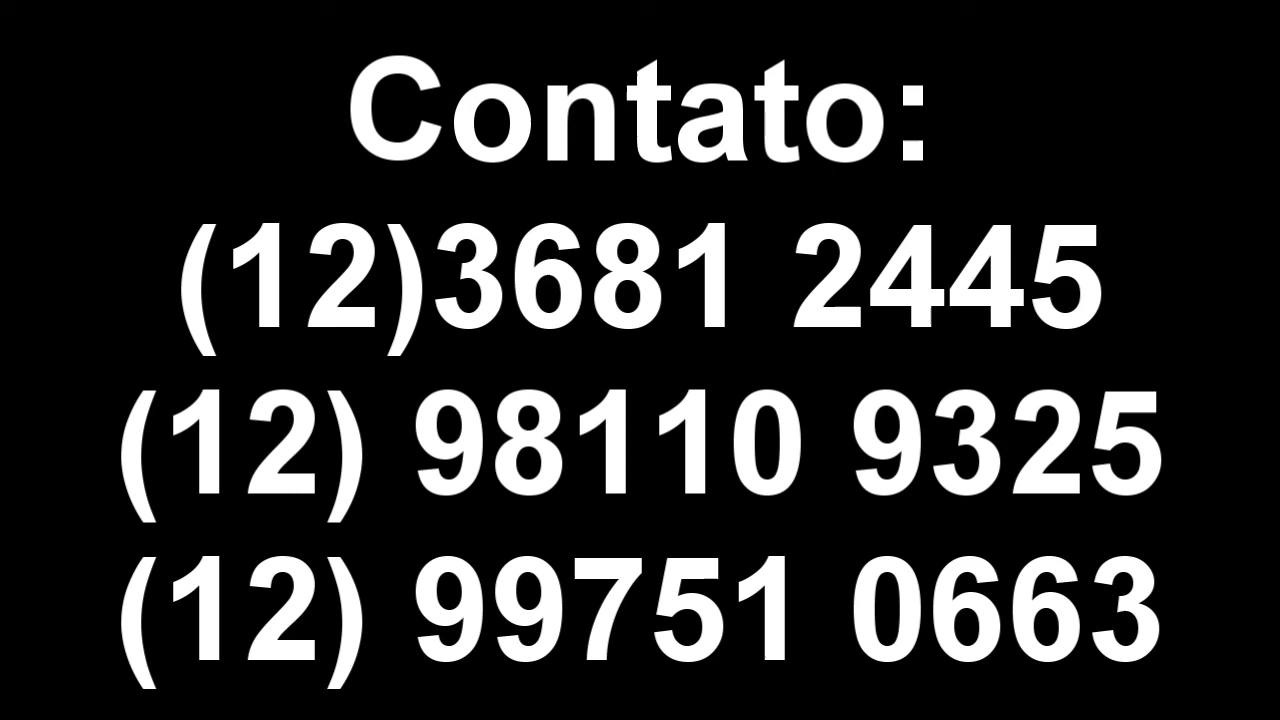 Contato:
(12)3681 2445
(12) 98110 9325
(12) 99751 0663